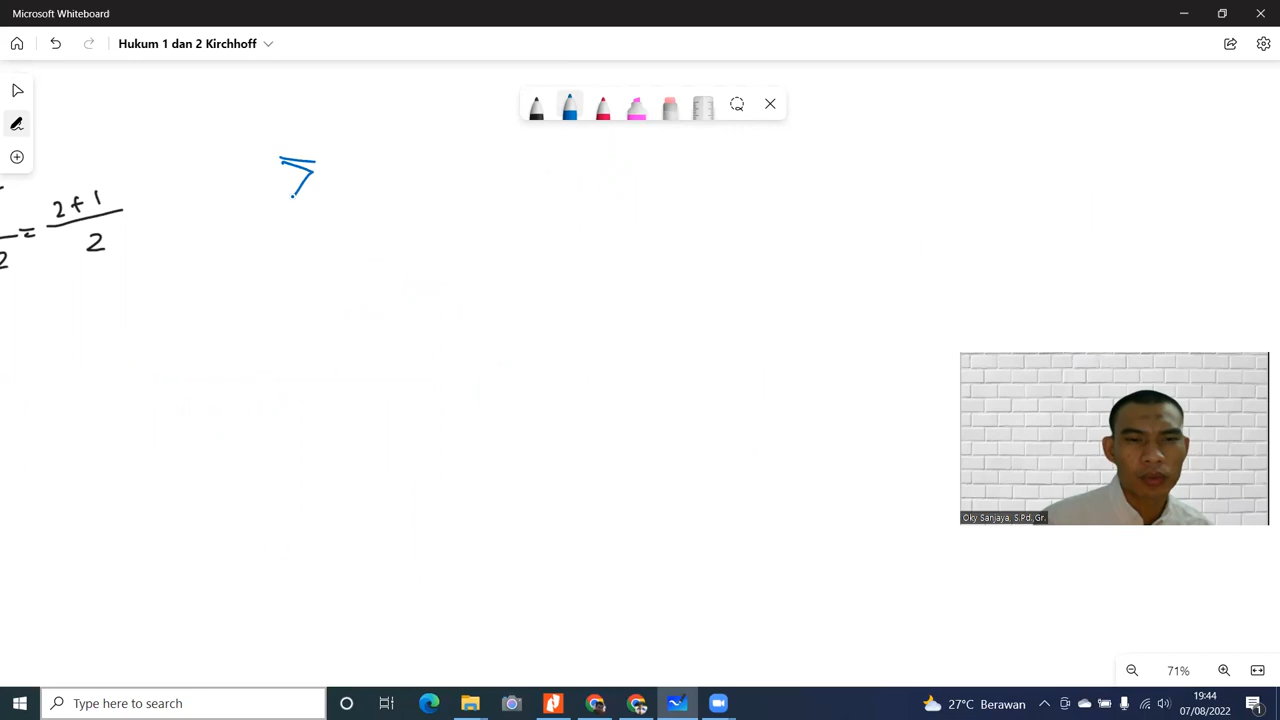 Microsoft Whiteboard
Hukum 1 dan 2 Kirchhoff
= 2 + 1
2
2
Oky Sanjaya, S.Pd.,Gr.
71%
Type here to search
27°C Berawan
19:44
07/08/2022
1